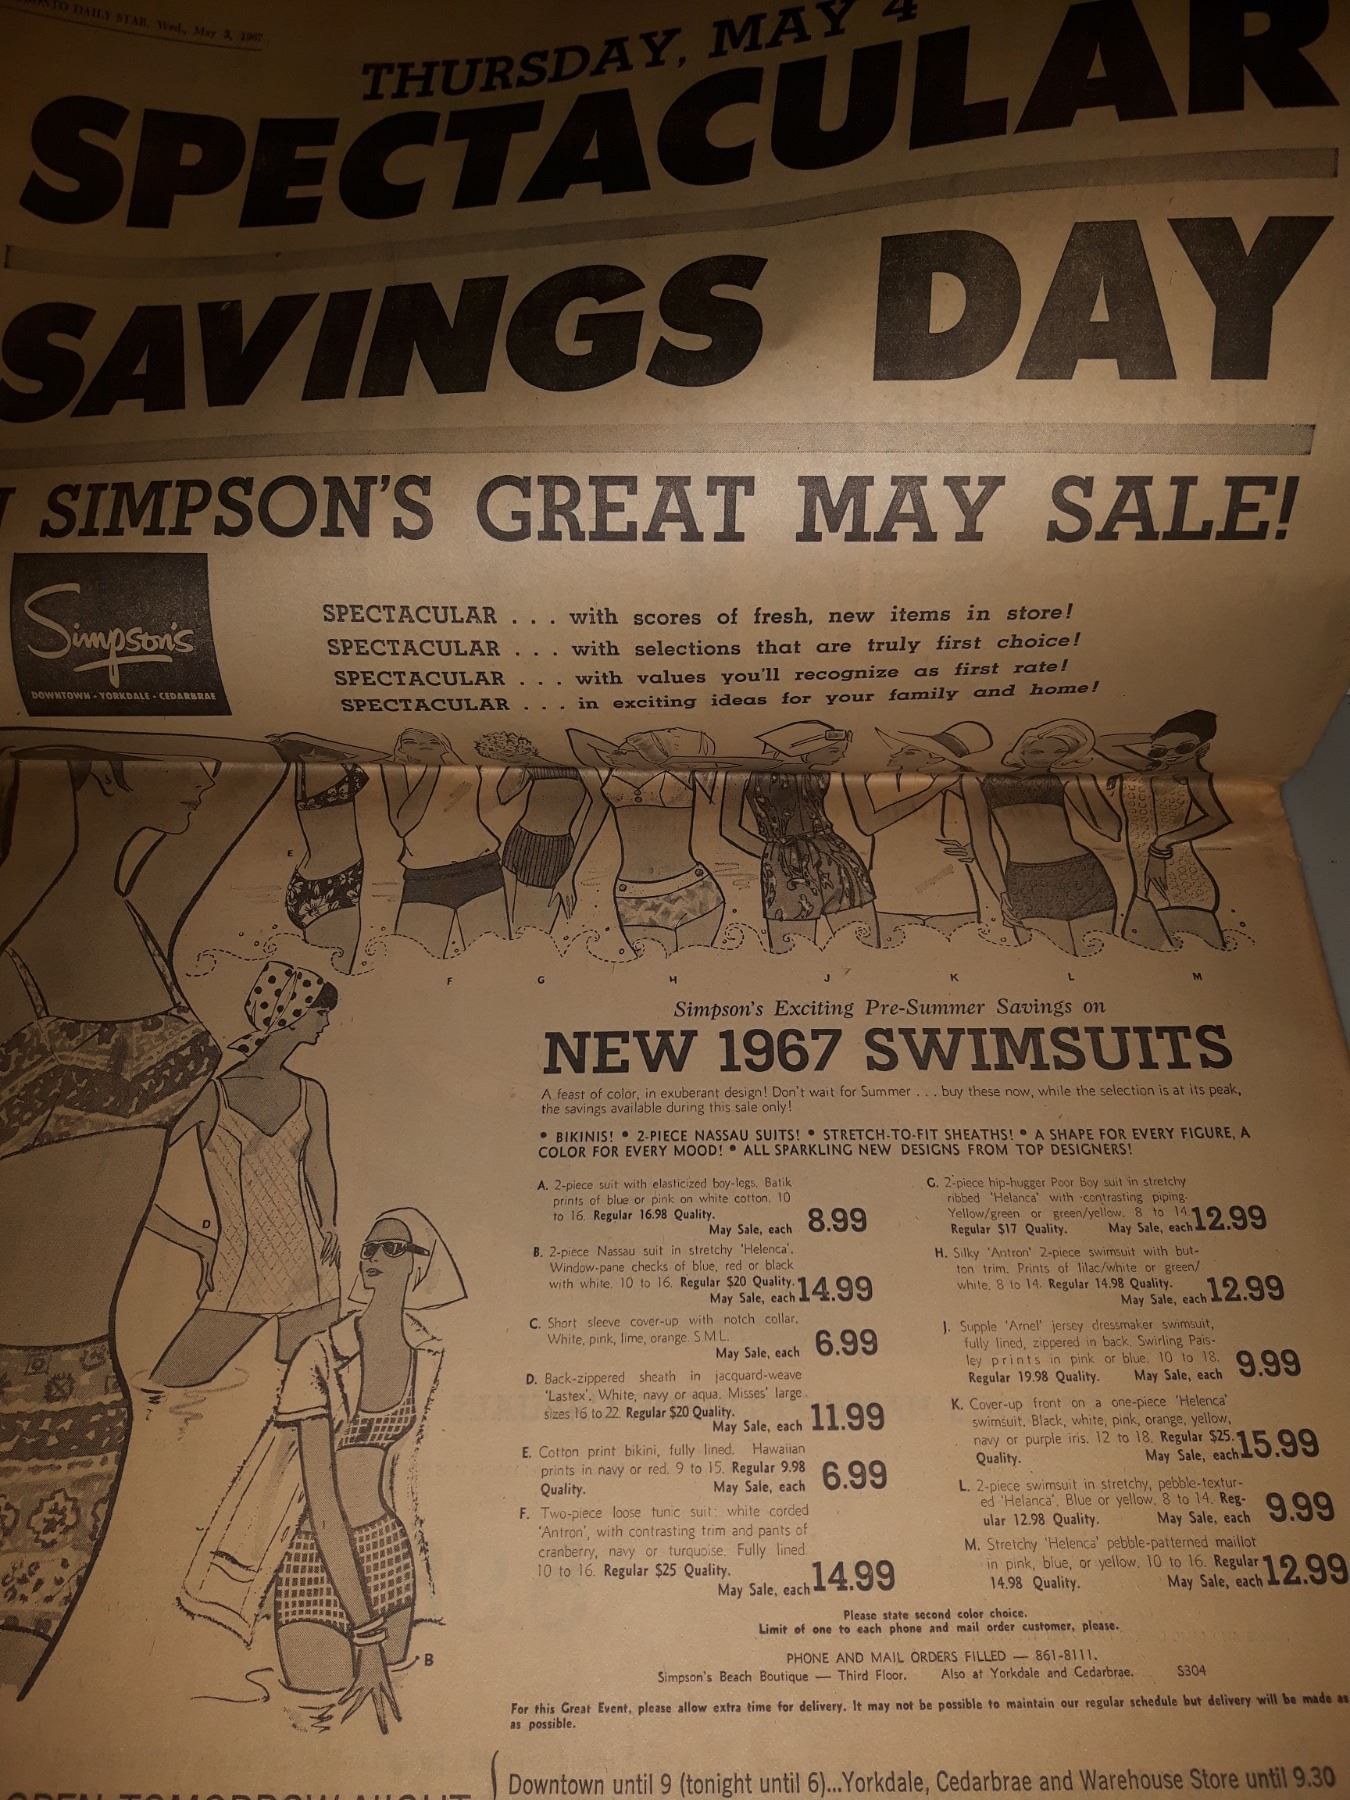 TORONTO DAILY STAR, Wed., May 3, 1967
THURSDAY, MAY 4
SPECTACULAR
SAVINGS DAY
SIMPSON'S GREAT MAY SALE!
Simpson's
DOWNTOWN - YORKDALE - CEDARBRAE
SPECTACULAR . . . with scores of fresh, new items in store!
SPECTACULAR . . . with selections that are truly first choice!
SPECTACULAR . . . with values you'll recognize as first rate!
SPECTACULAR . . . in exciting ideas for your family and home!
E
F G H J K L M
D
B
Simpson's Exciting Pre-Summer Savings on
NEW 1967 SWIMSUITS
A feast of color, in exuberant design! Don't wait for Summer . . . buy these now, while the selection is at its peak,
the savings available during this sale only!
• BIKINIS! • 2-PIECE NASSAU SUITS! • STRETCH-TO-FIT SHEATHS! • A SHAPE FOR EVERY FIGURE, A
COLOR FOR EVERY MOOD! • ALL SPARKLING NEW DESIGNS FROM TOP DESIGNERS!
A. 2-piece suit with elasticized boy-legs. Batik
prints of blue or pink on white cotton. 10
to 16. Regular 16.98 Quality.
May Sale, each 8.99
B. 2-piece Nassau suit in stretchy 'Helenca'.
Window-pane checks of blue, red or black
with white. 10 to 16. Regular $20 Quality.
May Sale, each 14.99
C. Short sleeve cover-up with notch collar.
White, pink, lime, orange. S.M.L.
May Sale, each 6.99
D. Back-zippered sheath in jacquard-weave
'Lastex'. White, navy or aqua. Misses' large
sizes 16 to 22. Regular $20 Quality.
May Sale, each 11.99
E. Cotton print bikini, fully lined. Hawaiian
prints in navy or red. 9 to 15. Regular 9.98
Quality. May Sale, each 6.99
F. Two-piece loose tunic suit: white corded
'Antron', with contrasting trim and pants of
cranberry, navy or turquoise. Fully lined.
10 to 16. Regular $25 Quality.
May Sale, each 14.99
G. 2-piece hip-hugger Poor Boy suit in stretchy
ribbed 'Helanca' with contrasting piping.
Yellow/green or green/yellow. 8 to 14.
Regular $17 Quality. May Sale, each 12.99
H. Silky 'Antron' 2-piece swimsuit with but-
ton trim. Prints of lilac/white or green/
white, 8 to 14. Regular 14.98 Quality.
May Sale, each 12.99
J. Supple 'Arnel' jersey dressmaker swimsuit,
fully lined, zippered in back. Swirling Pais-
ley prints in pink or blue. 10 to 18.
Regular 19.98 Quality. May Sale, each 9.99
K. Cover-up front on a one-piece 'Helenca'
swimsuit. Black, white, pink, orange, yellow,
navy or purple iris. 12 to 18. Regular $25.
Quality. May Sale, each 15.99
L. 2-piece swimsuit in stretchy, pebble-textur-
ed 'Helanca'. Blue or yellow. 8 to 14. Reg-
ular 12.98 Quality. May Sale, each 9.99
M. Stretchy 'Helenca' pebble-patterned maillot
in pink, blue, or yellow. 10 to 16. Regular
14.98 Quality. May Sale, each 12.99
Please state second color choice.
Limit of one to each phone and mail order customer, please.
PHONE AND MAIL ORDERS FILLED — 861-8111.
Simpson's Beach Boutique — Third Floor. Also at Yorkdale and Cedarbrae. S304
For this Great Event, please allow extra time for delivery. It may not be possible to maintain our regular schedule but delivery will be made as
as possible.
OPEN TOMORROW NIGHT
Downtown until 9 (tonight until 6)...Yorkdale, Cedarbrae and Warehouse Store until 9.30